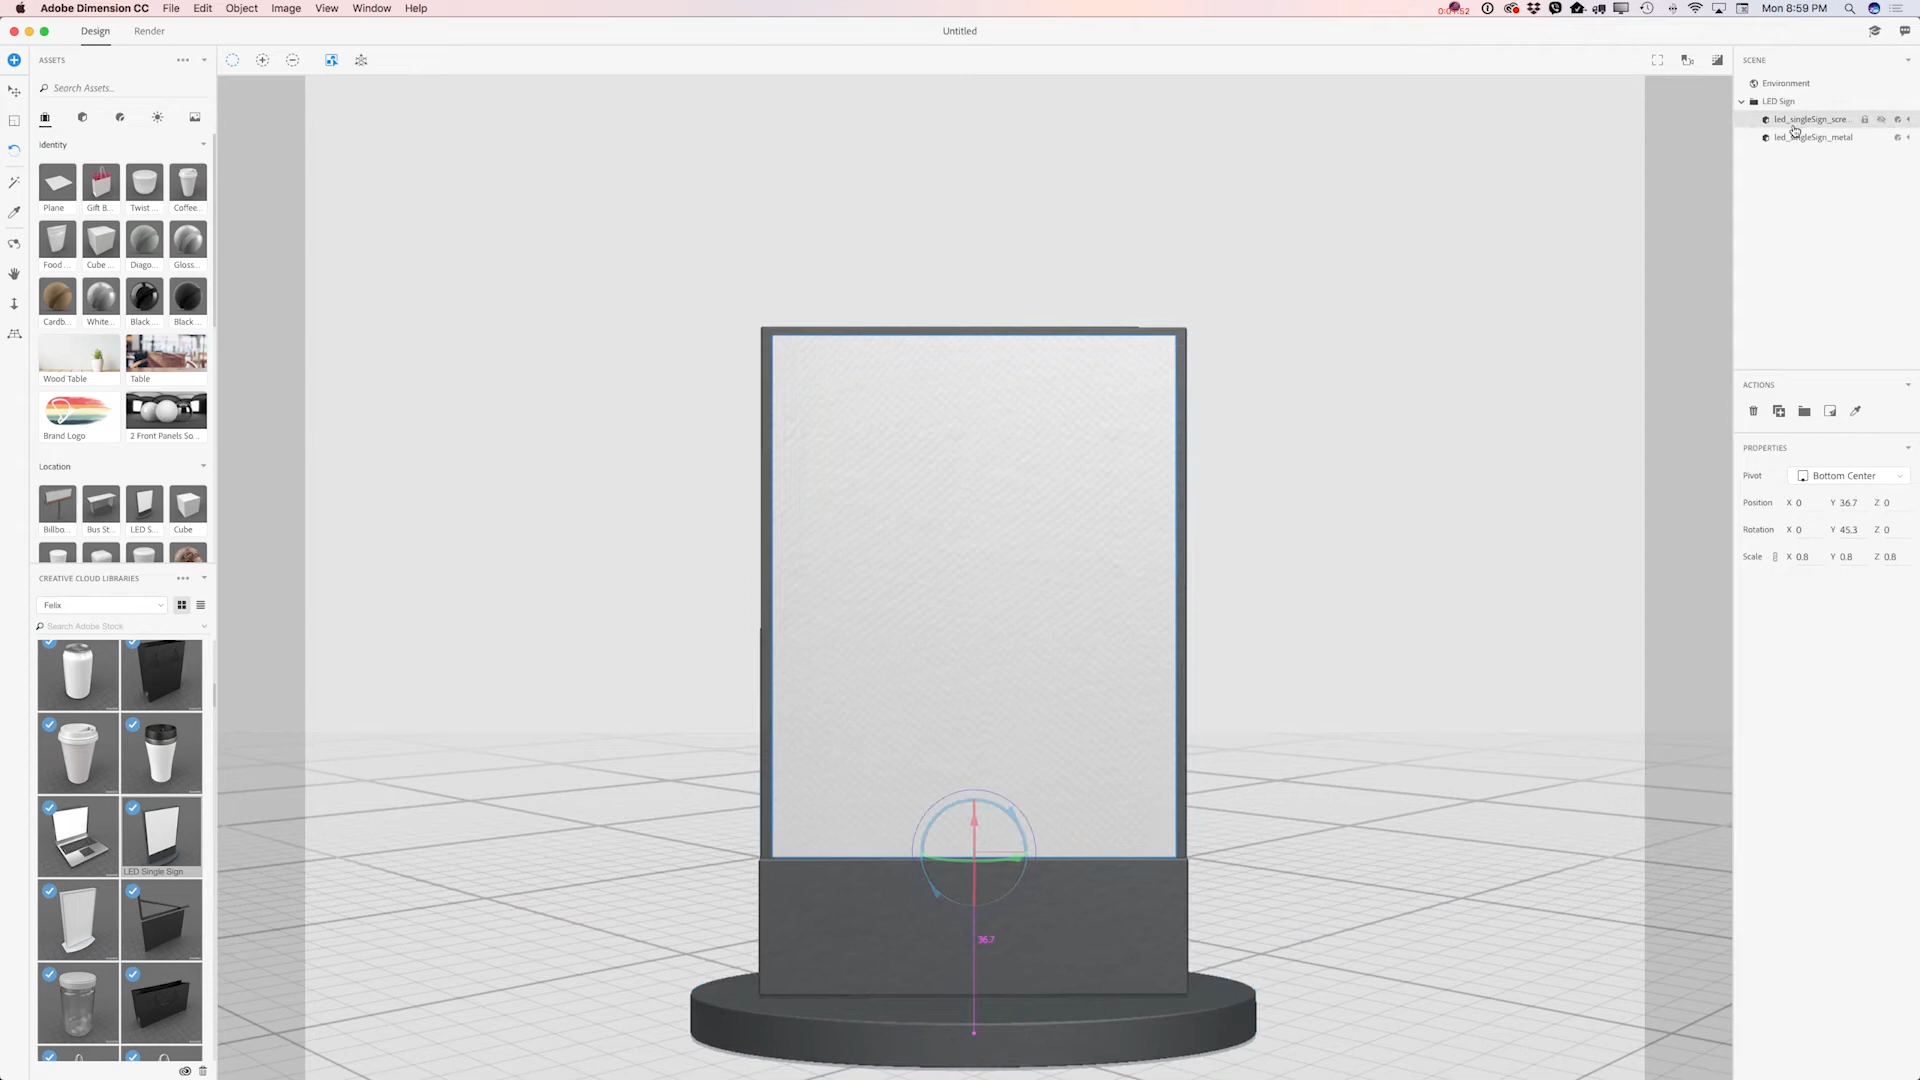 Adobe Dimension CC File Edit Object Image View Window Help
0:01:52
Mon 8:59 PM
Design Render
Untitled
ASSETS
Search Assets...
Identity
Plane Gift B... Twist ... Coffee...
Food ... Cube ... Diago... Gloss...
Cardb... White... Black ... Black ...
Wood Table Table
Brand Logo 2 Front Panels So...
Location
Billbo... Bus St... LED S... Cube
CREATIVE CLOUD LIBRARIES
Felix
Search Adobe Stock
LED Single Sign
36.7
SCENE
Environment
LED Sign
led_singleSign_scre...
led_singleSign_metal
ACTIONS
PROPERTIES
Pivot Bottom Center
Position X 0 Y 36.7 Z 0
Rotation X 0 Y 45.3 Z 0
Scale X 0.8 Y 0.8 Z 0.8